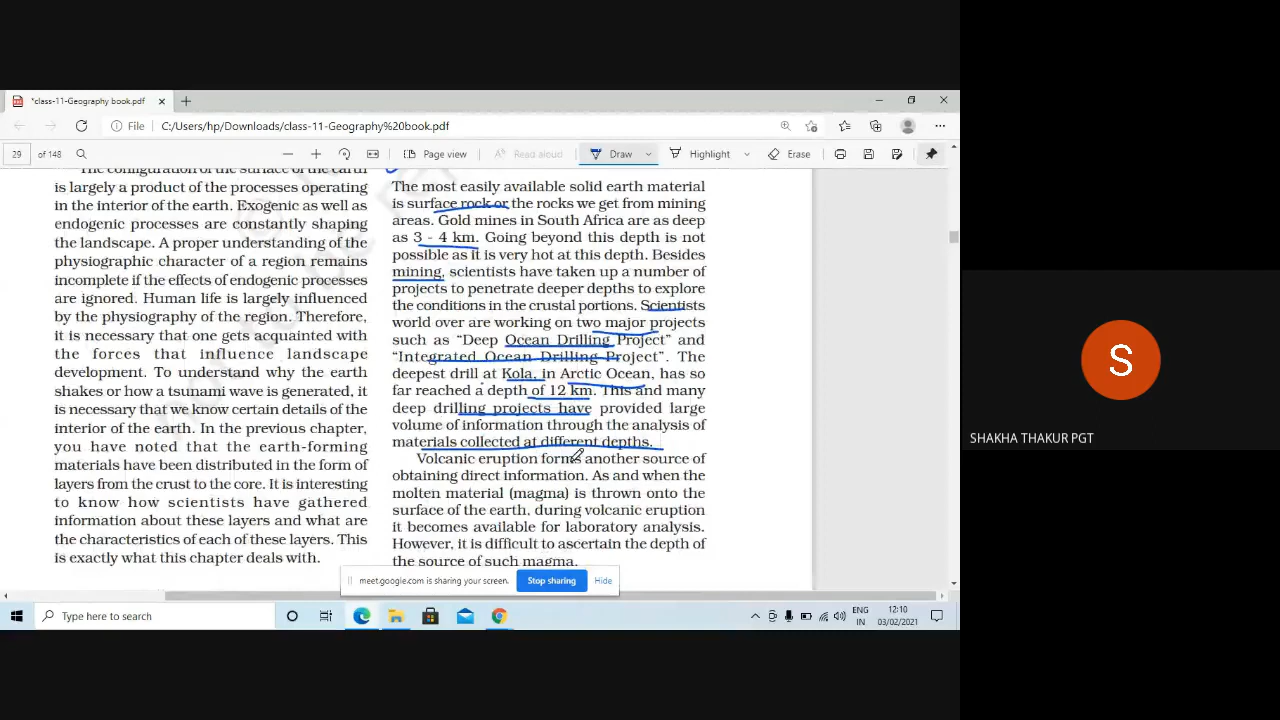 *class-11-Geography book.pdf
File
C:/Users/hp/Downloads/class-11-Geography%20book.pdf
29 of 148
Page view
Read aloud
Draw
Highlight
Erase
The configuration of the surface of the earth
is largely a product of the processes operating
in the interior of the earth. Exogenic as well as
endogenic processes are constantly shaping
the landscape. A proper understanding of the
physiographic character of a region remains
incomplete if the effects of endogenic processes
are ignored. Human life is largely influenced
by the physiography of the region. Therefore,
it is necessary that one gets acquainted with
the forces that influence landscape
development. To understand why the earth
shakes or how a tsunami wave is generated, it
is necessary that we know certain details of the
interior of the earth. In the previous chapter,
you have noted that the earth-forming
materials have been distributed in the form of
layers from the crust to the core. It is interesting
to know how scientists have gathered
information about these layers and what are
the characteristics of each of these layers. This
is exactly what this chapter deals with.
The most easily available solid earth material
is surface rock or the rocks we get from mining
areas. Gold mines in South Africa are as deep
as 3 - 4 km. Going beyond this depth is not
possible as it is very hot at this depth. Besides
mining, scientists have taken up a number of
projects to penetrate deeper depths to explore
the conditions in the crustal portions. Scientists
world over are working on two major projects
such as “Deep Ocean Drilling Project” and
“Integrated Ocean Drilling Project”. The
deepest drill at Kola, in Arctic Ocean, has so
far reached a depth of 12 km. This and many
deep drilling projects have provided large
volume of information through the analysis of
materials collected at different depths.
Volcanic eruption forms another source of
obtaining direct information. As and when the
molten material (magma) is thrown onto the
surface of the earth, during volcanic eruption
it becomes available for laboratory analysis.
However, it is difficult to ascertain the depth of
the source of such magma.
meet.google.com is sharing your screen.
Stop sharing
Hide
Type here to search
ENG
IN
12:10
03/02/2021
S
SHAKHA THAKUR PGT